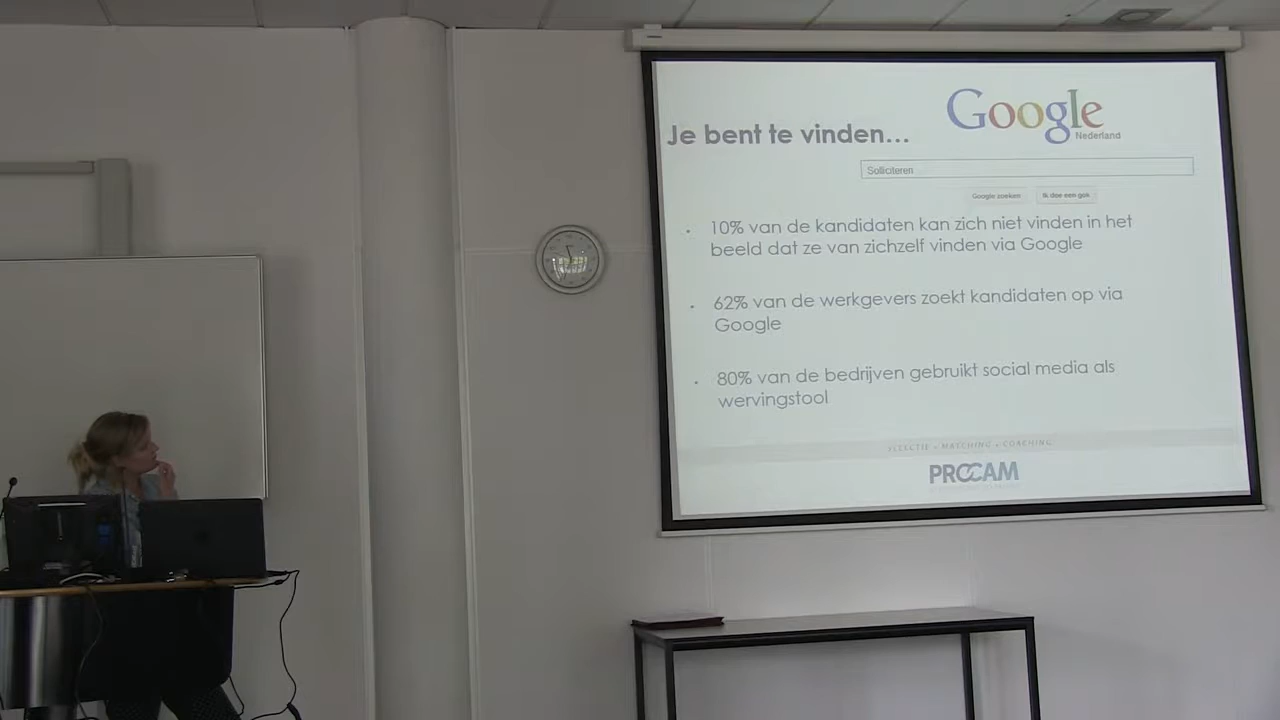 Je bent te vinden...
Google
Nederland
Solliciteren
Google zoeken
Ik doe een gok
10% van de kandidaten kan zich niet vinden in het
beeld dat ze van zichzelf vinden via Google
62% van de werkgevers zoekt kandidaten op via
Google
80% van de bedrijven gebruikt social media als
wervingstool
MATCHING • COACHING
PROCAM